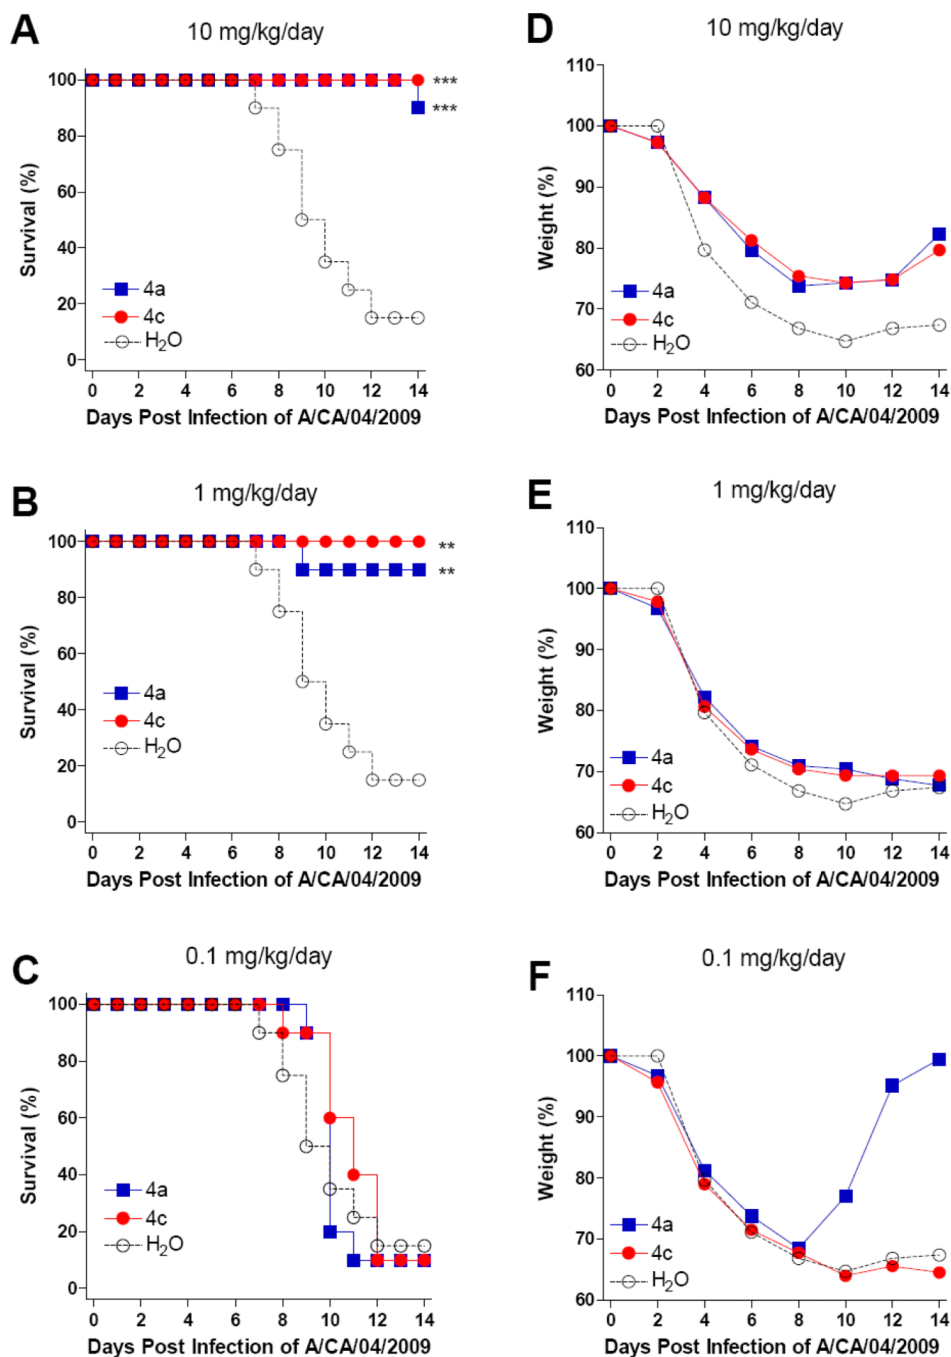 A
10 mg/kg/day
Survival (%)
100
80
60
40
20
0
***
***
4a
4c
H₂O
0 2 4 6 8 10 12 14
Days Post Infection of A/CA/04/2009
D
10 mg/kg/day
Weight (%)
110
100
90
80
70
60
4a
4c
H₂O
0 2 4 6 8 10 12 14
Days Post Infection of A/CA/04/2009
B
1 mg/kg/day
Survival (%)
100
80
60
40
20
0
**
**
4a
4c
H₂O
0 2 4 6 8 10 12 14
Days Post Infection of A/CA/04/2009
E
1 mg/kg/day
Weight (%)
110
100
90
80
70
60
4a
4c
H₂O
0 2 4 6 8 10 12 14
Days Post Infection of A/CA/04/2009
C
0.1 mg/kg/day
Survival (%)
100
80
60
40
20
0
4a
4c
H₂O
0 2 4 6 8 10 12 14
Days Post Infection of A/CA/04/2009
F
0.1 mg/kg/day
Weight (%)
110
100
90
80
70
60
4a
4c
H₂O
0 2 4 6 8 10 12 14
Days Post Infection of A/CA/04/2009